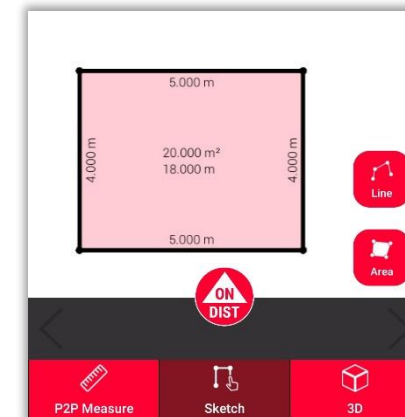 5.000 m
4.000 m
20.000 m²
18.000 m
4.000 m
5.000 m
Line
Area
ON
DIST
P2P Measure
Sketch
3D